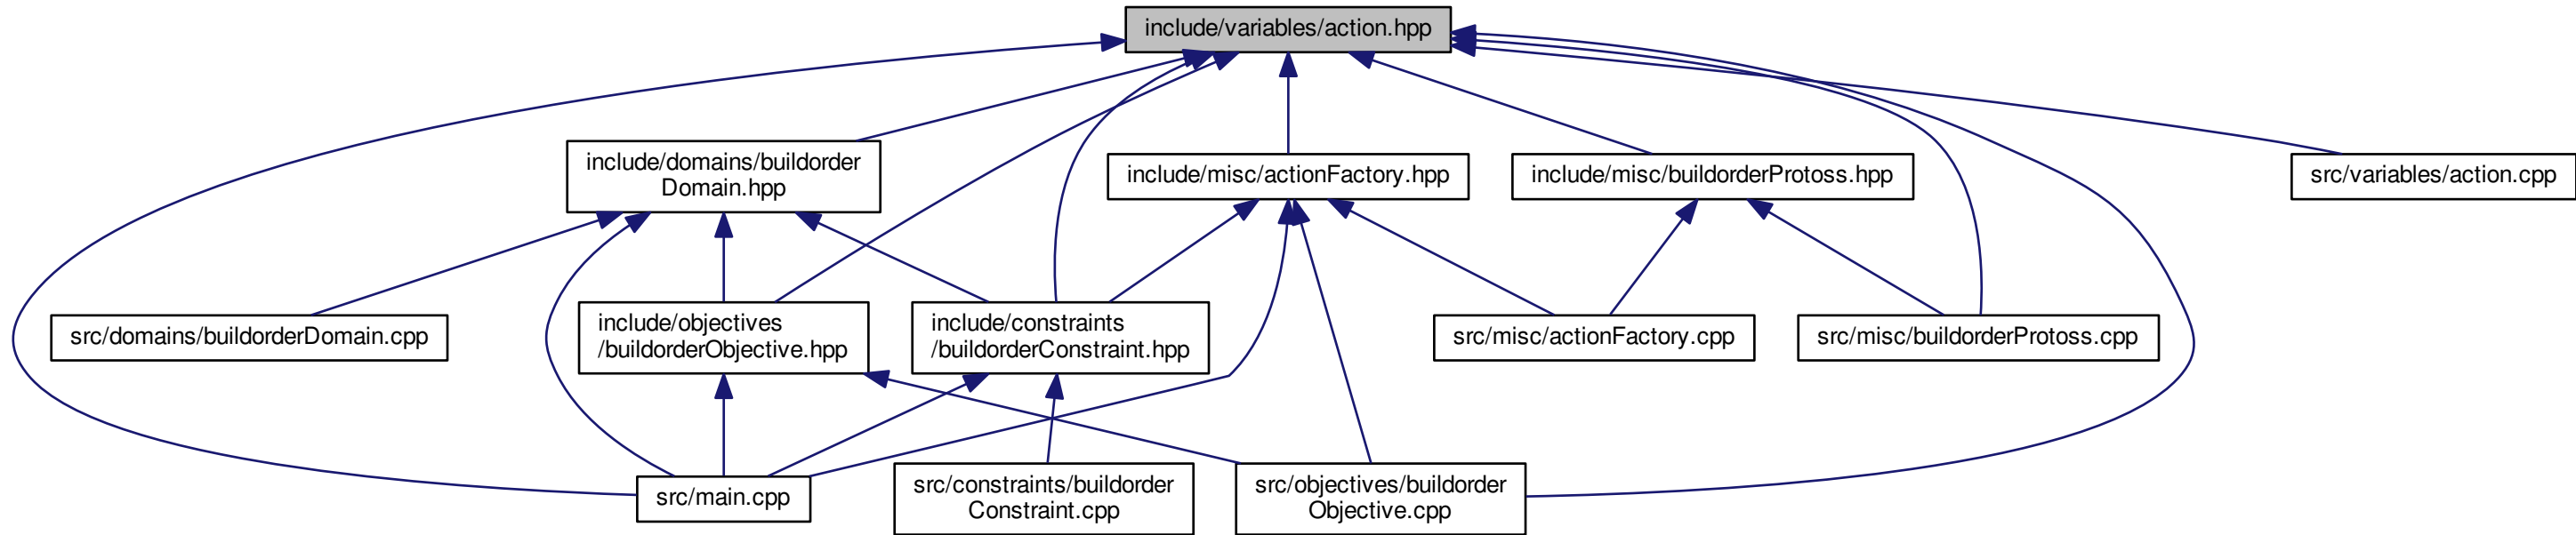 include/variables/action.hpp
include/domains/buildorder
Domain.hpp
include/misc/actionFactory.hpp
include/misc/buildorderProtoss.hpp
src/variables/action.cpp
src/domains/buildorderDomain.cpp
include/objectives
/buildorderObjective.hpp
include/constraints
/buildorderConstraint.hpp
src/misc/actionFactory.cpp
src/misc/buildorderProtoss.cpp
src/main.cpp
src/constraints/buildorder
Constraint.cpp
src/objectives/buildorder
Objective.cpp